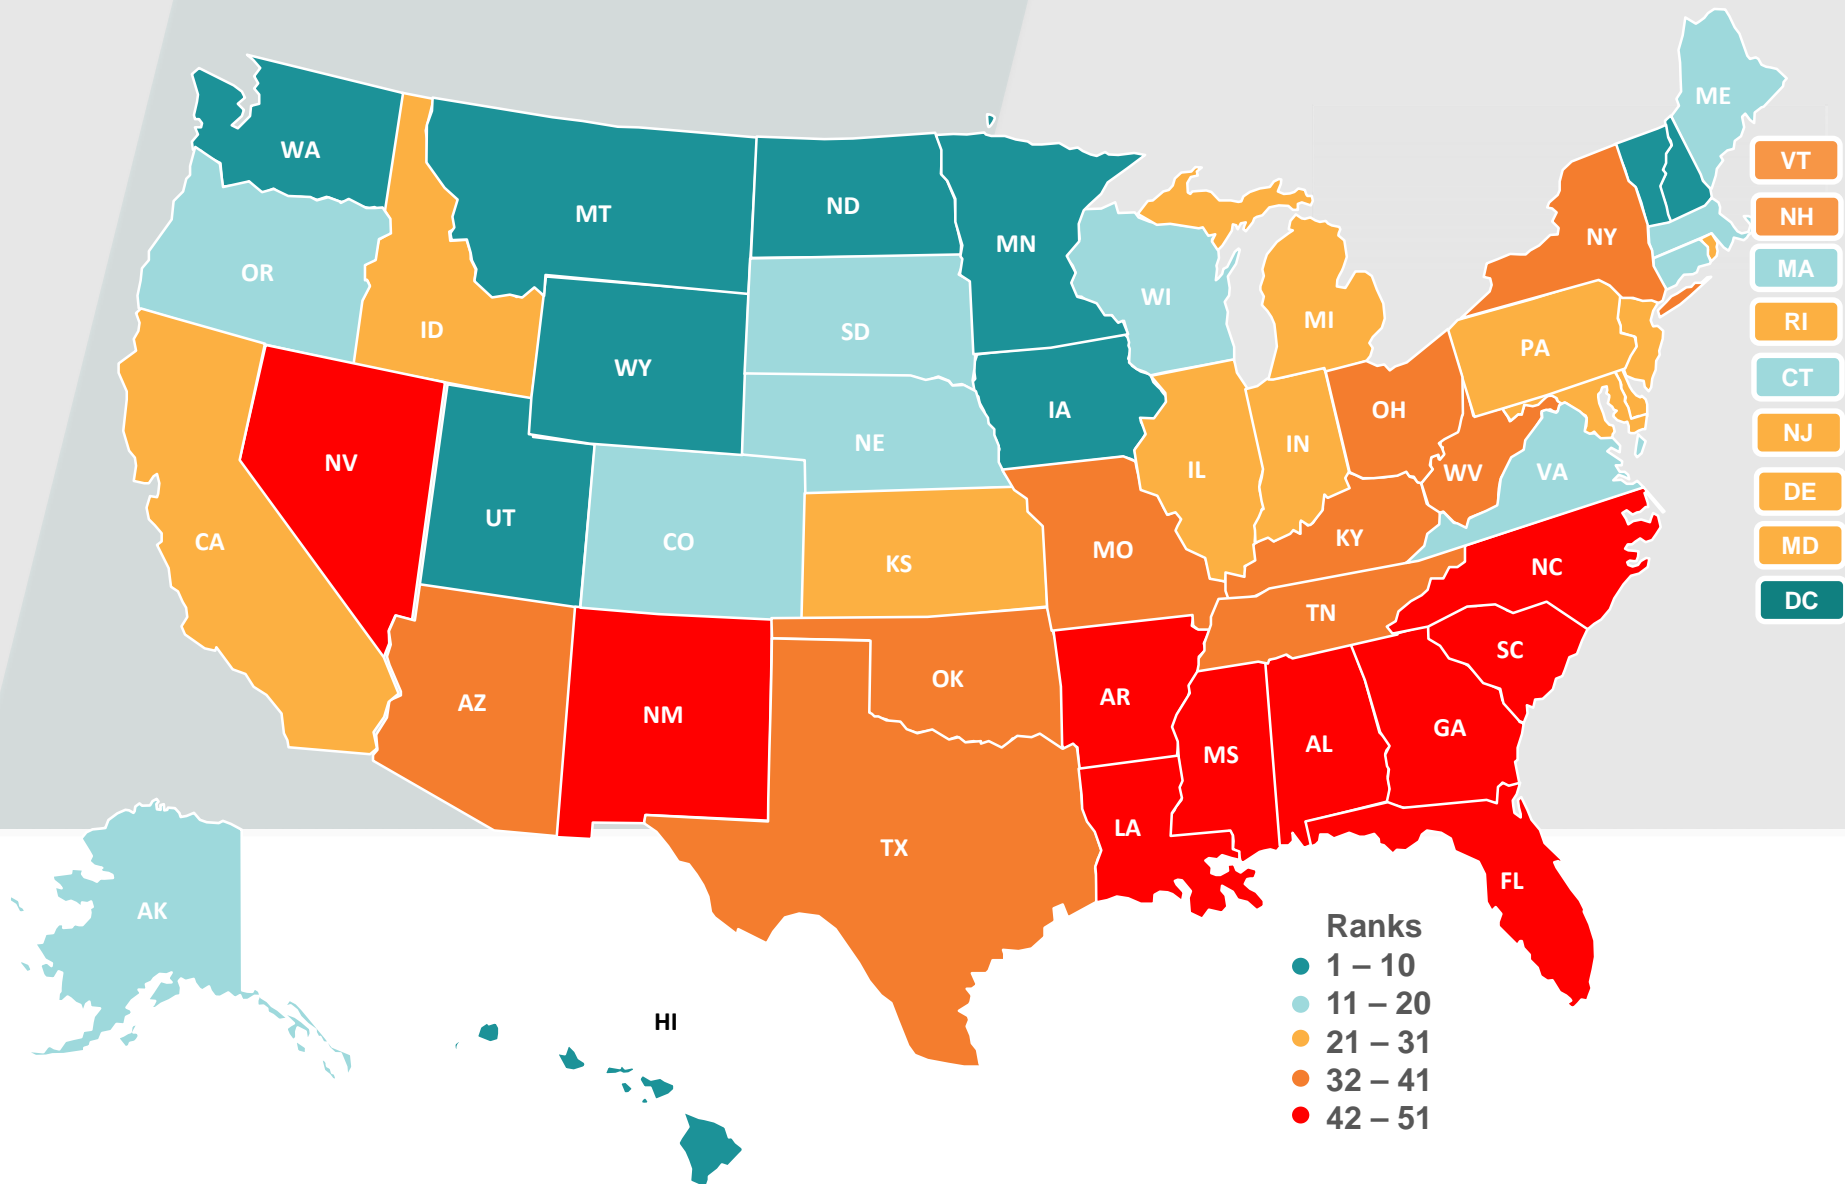 ME
WA
VT
MT
ND
NH
NY
MN
MA
OR
WI
RI
MI
ID
SD
PA
WY
CT
IA
OH
NJ
NE
IN
NV
IL
WV
VA
DE
UT
CA
CO
KY
MD
MO
KS
NC
DC
TN
SC
OK
AR
AZ
NM
GA
AL
MS
LA
TX
FL
AK
HI
Ranks
1 – 10
11 – 20
21 – 31
32 – 41
42 – 51